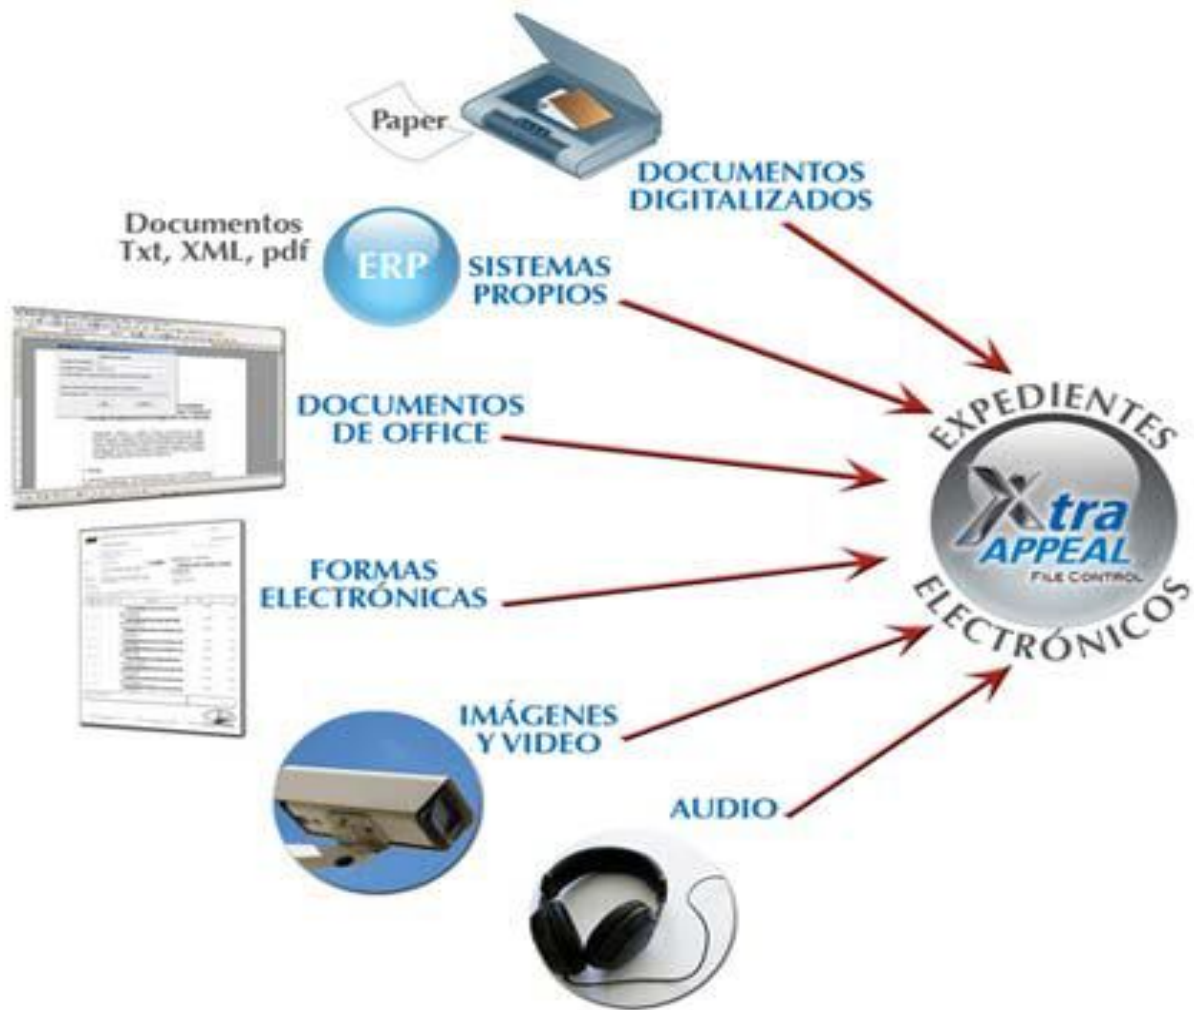 Paper
DOCUMENTOS
DIGITALIZADOS
Documentos
Txt, XML, pdf
ERP
SISTEMAS
PROPIOS
DOCUMENTOS
DE OFFICE
FORMAS
ELECTRÓNICAS
IMÁGENES
Y VIDEO
AUDIO
EXPEDIENTES
Xtra
APPEAL
FILE CONTROL
ELECTRÓNICOS